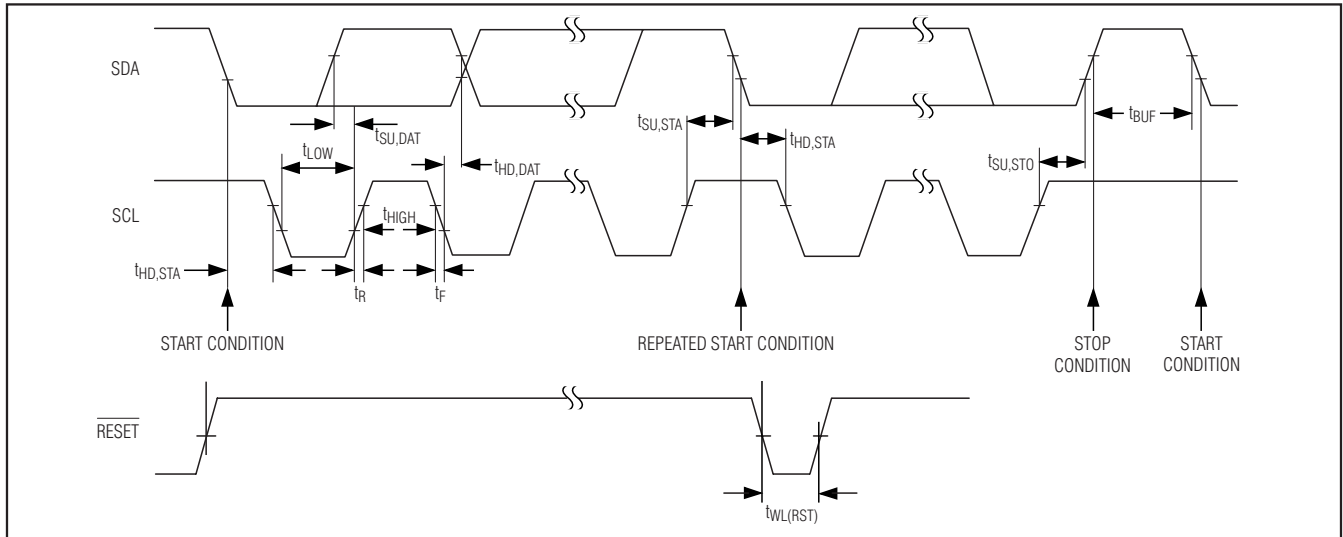 SDA
tSU,STA
tBUF
tSU,DAT
tHD,STA
tLOW
tHD,DAT
tSU,STO
SCL
tHIGH
tHD,STA
tR
tF
START CONDITION
REPEATED START CONDITION
STOP
CONDITION
START
CONDITION
RESET
tWL(RST)